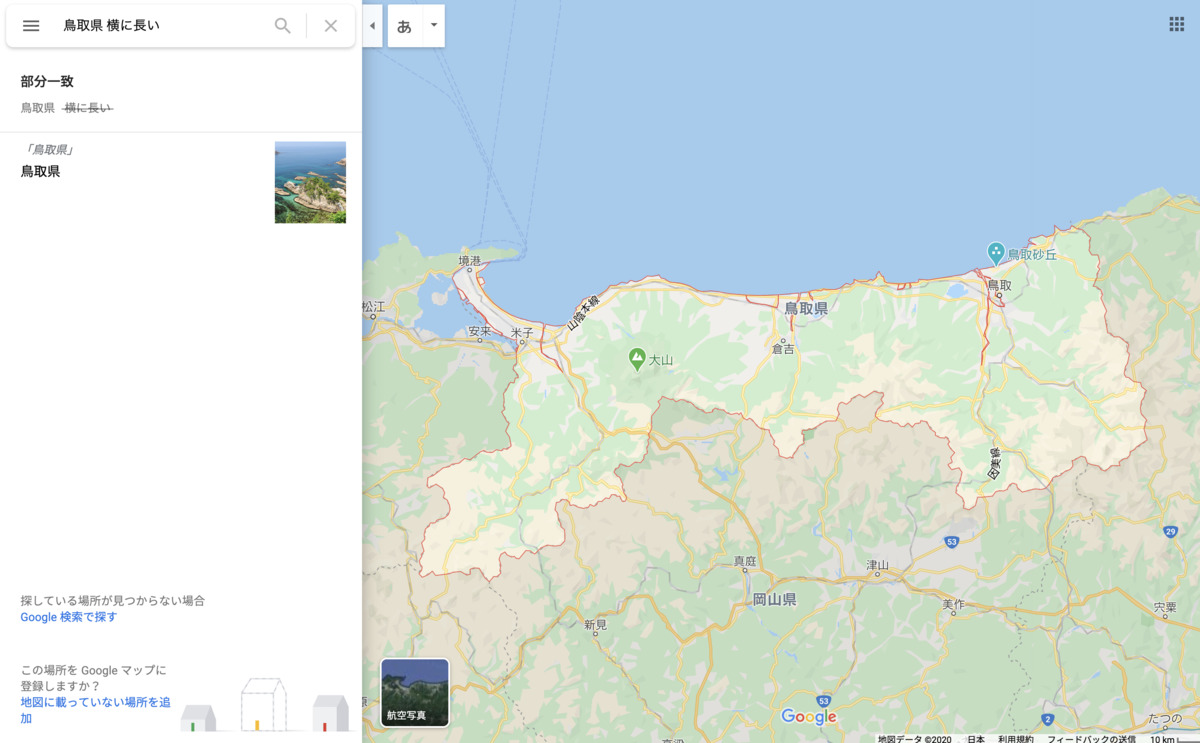 鳥取県 横に長い
あ
部分一致
鳥取県 横に長い
「鳥取県」
鳥取県
探している場所が見つからない場合
Google 検索で探す
この場所を Google マップに
登録しますか？
地図に載っていない場所を追
加
境港
松江
安来
米子
山陰本線
大山
鳥取県
倉吉
鳥取砂丘
鳥取
因美線
53
29
真庭
津山
岡山県
美作
宍粟
新見
航空写真
Google
53
2
たつの
地図データ ©2020 日本 利用規約 フィードバックの送信 10 km